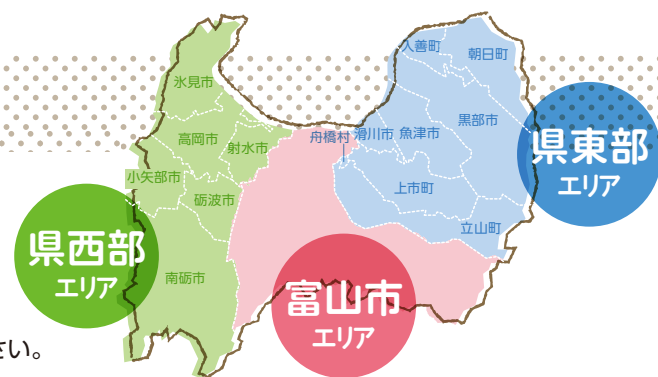 入善町
朝日町
氷見市
黒部市
高岡市
射水市
舟橋村
滑川市
魚津市
県東部
エリア
小矢部市
砺波市
上市町
立山町
県西部
エリア
南砺市
富山市
エリア
さい。